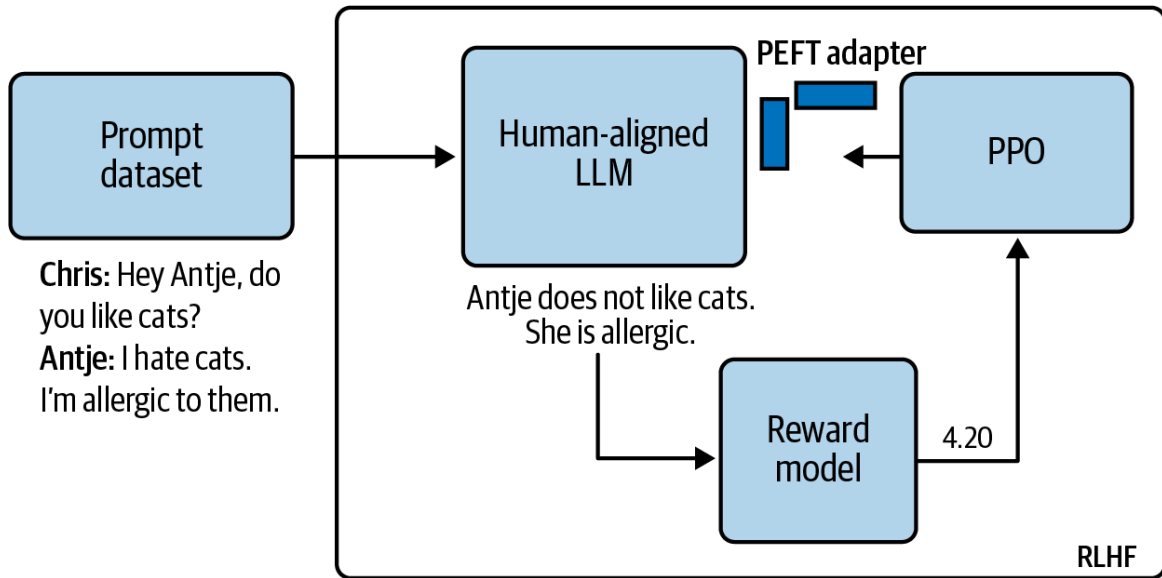 Prompt
dataset
Chris: Hey Antje, do
you like cats?
Antje: I hate cats.
I'm allergic to them.
Human-aligned
LLM
Antje does not like cats.
She is allergic.
PEFT adapter
PPO
Reward
model
4.20
RLHF